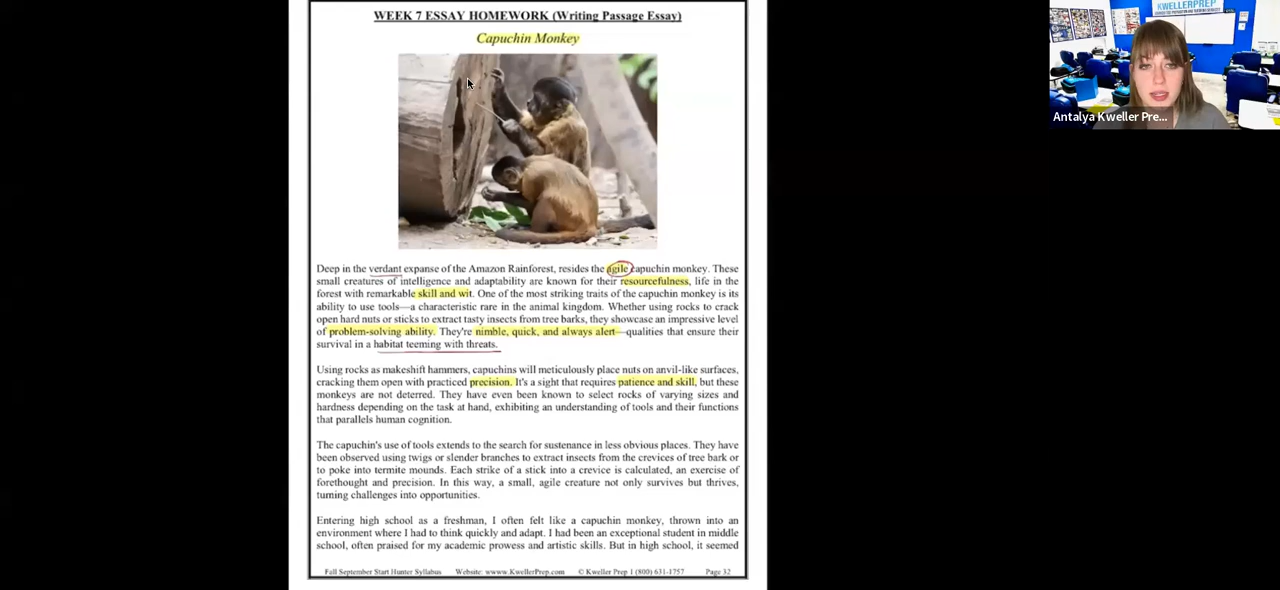 WEEK 7 ESSAY HOMEWORK (Writing Passage Essay)
Capuchin Monkey
Deep in the verdant expanse of the Amazon Rainforest, resides the agile capuchin monkey. These
small creatures of intelligence and adaptability are known for their resourcefulness, life in the
forest with remarkable skill and wit. One of the most striking traits of the capuchin monkey is its
ability to use tools—a characteristic rare in the animal kingdom. Whether using rocks to crack
open hard nuts or sticks to extract tasty insects from tree barks, they showcase an impressive level
of problem-solving ability. They're nimble, quick, and always alert—qualities that ensure their
survival in a habitat teeming with threats.
Using rocks as makeshift hammers, capuchins will meticulously place nuts on anvil-like surfaces,
cracking them open with practiced precision. It's a sight that requires patience and skill, but these
monkeys are not deterred. They have even been known to select rocks of varying sizes and
hardness depending on the task at hand, exhibiting an understanding of tools and their functions
that parallels human cognition.
The capuchin's use of tools extends to the search for sustenance in less obvious places. They have
been observed using twigs or slender branches to extract insects from the crevices of tree bark or
to poke into termite mounds. Each strike of a stick into a crevice is calculated, an exercise of
forethought and precision. In this way, a small, agile creature not only survives but thrives,
turning challenges into opportunities.
Entering high school as a freshman, I often felt like a capuchin monkey, thrown into an
environment where I had to think quickly and adapt. I had been an exceptional student in middle
school, often praised for my academic prowess and artistic skills. But in high school, it seemed
Fall September Start Hunter Syllabus Website: www.KwellerPrep.com © Kweller Prep 1 (800) 631-1757 Page 32
KWELLERPREP
Antalya Kweller Pre...